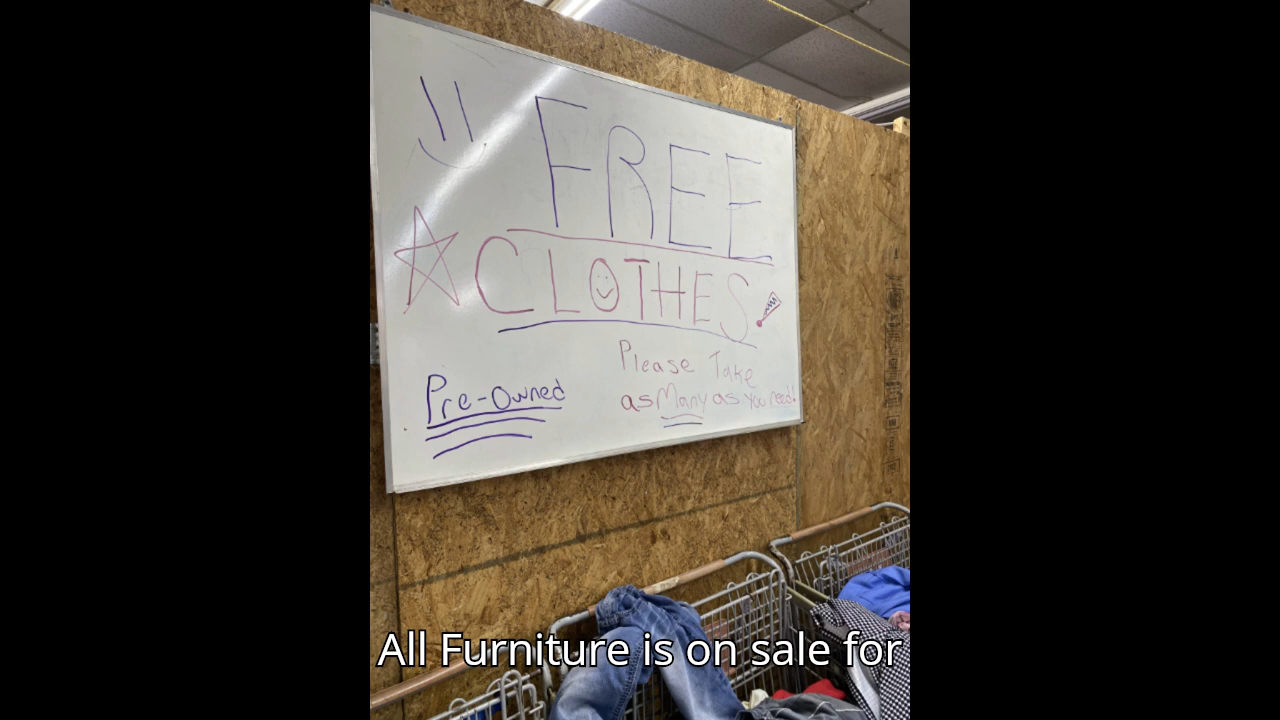 FREE
CLOTHES!
Pre-Owned
Please Take
as Many as you need!
All Furniture is on sale for